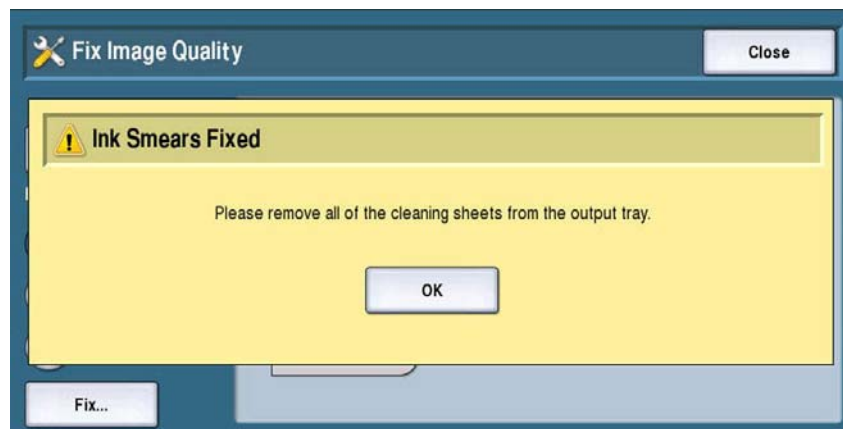 Fix Image Quality
Close
Ink Smears Fixed
Please remove all of the cleaning sheets from the output tray.
OK
Fix...